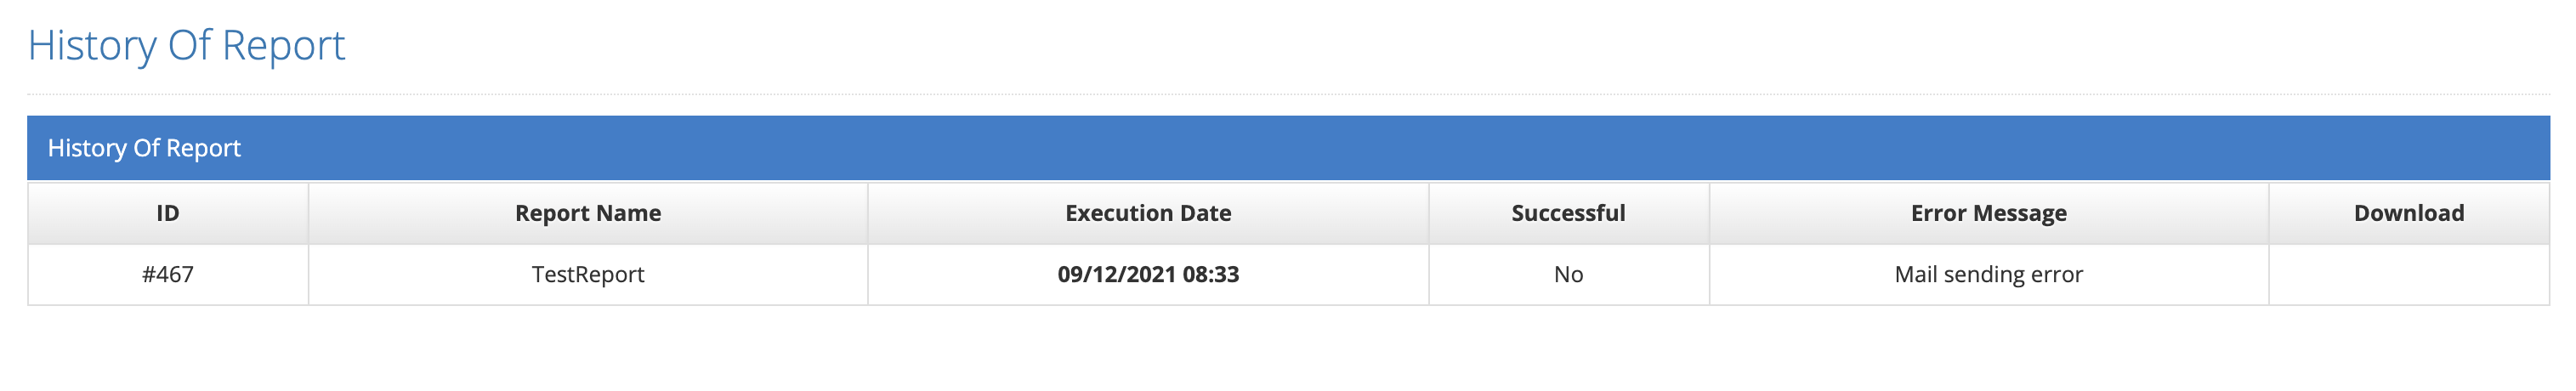 History Of Report
History Of Report
ID Report Name Execution Date Successful Error Message Download
#467 TestReport 09/12/2021 08:33 No Mail sending error